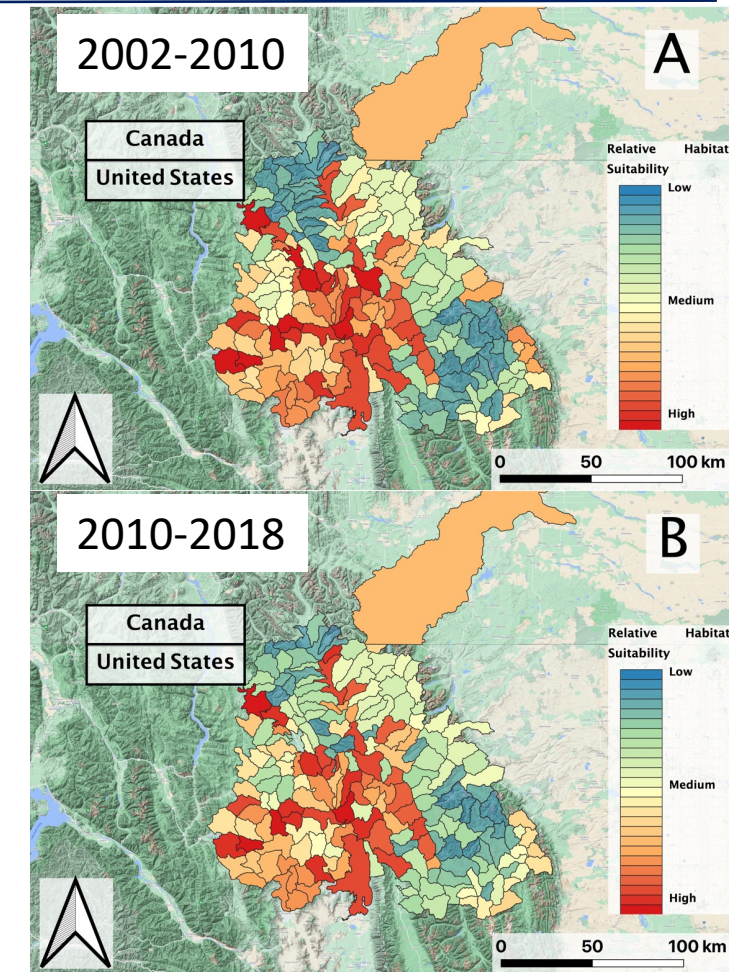 2002-2010
A
Canada
United States
Relative Habitat
Suitability
Low
Medium
High
0 50 100 km
2010-2018
B
Canada
United States
Relative Habitat
Suitability
Low
Medium
High
0 50 100 km